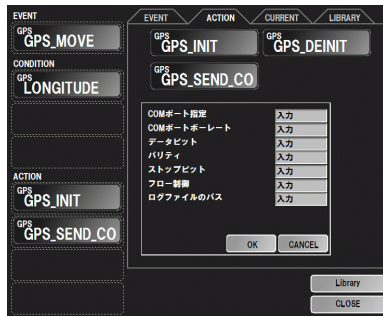 EVENT
GPS
GPS_MOVE
CONDITION
GPS
LONGITUDE
ACTION
GPS
GPS_INIT
GPS
GPS_SEND_CO
EVENT ACTION CURRENT LIBRARY
GPS GPS
GPS_INIT GPS_DEINIT
GPS
GPS_SEND_CO
COMポート指定 入力
COMポートボーレート 入力
データビット 入力
パリティ 入力
ストップビット 入力
フロー制御 入力
ログファイルのパス 入力
OK CANCEL
Library
CLOSE